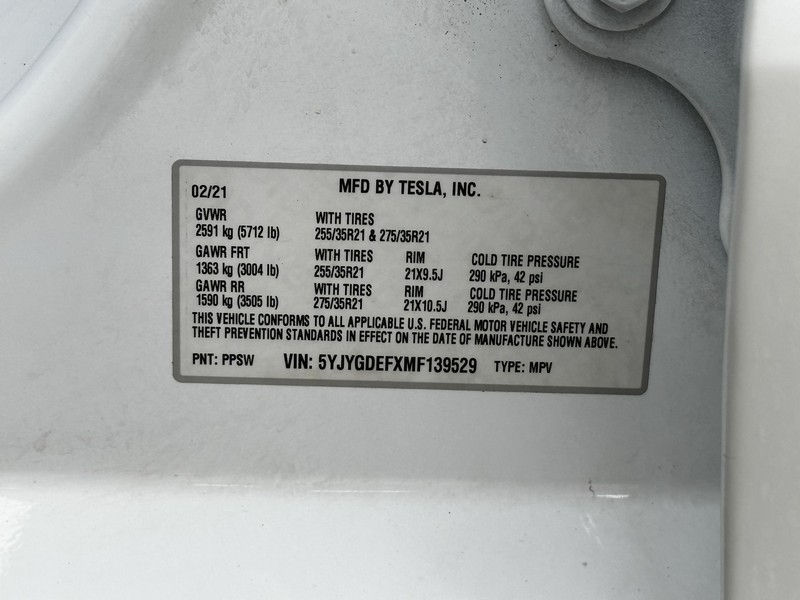 02/21 MFD BY TESLA, INC.
GVWR WITH TIRES
2591 kg (5712 lb) 255/35R21 & 275/35R21
GAWR FRT WITH TIRES RIM COLD TIRE PRESSURE
1363 kg (3004 lb) 255/35R21 21X9.5J 290 kPa, 42 psi
GAWR RR WITH TIRES RIM COLD TIRE PRESSURE
1590 kg (3505 lb) 275/35R21 21X10.5J 290 kPa, 42 psi
THIS VEHICLE CONFORMS TO ALL APPLICABLE U.S. FEDERAL MOTOR VEHICLE SAFETY AND
THEFT PREVENTION STANDARDS IN EFFECT ON THE DATE OF MANUFACTURE SHOWN ABOVE.
PNT: PPSW VIN: 5YJYGDEFXMF139529 TYPE: MPV